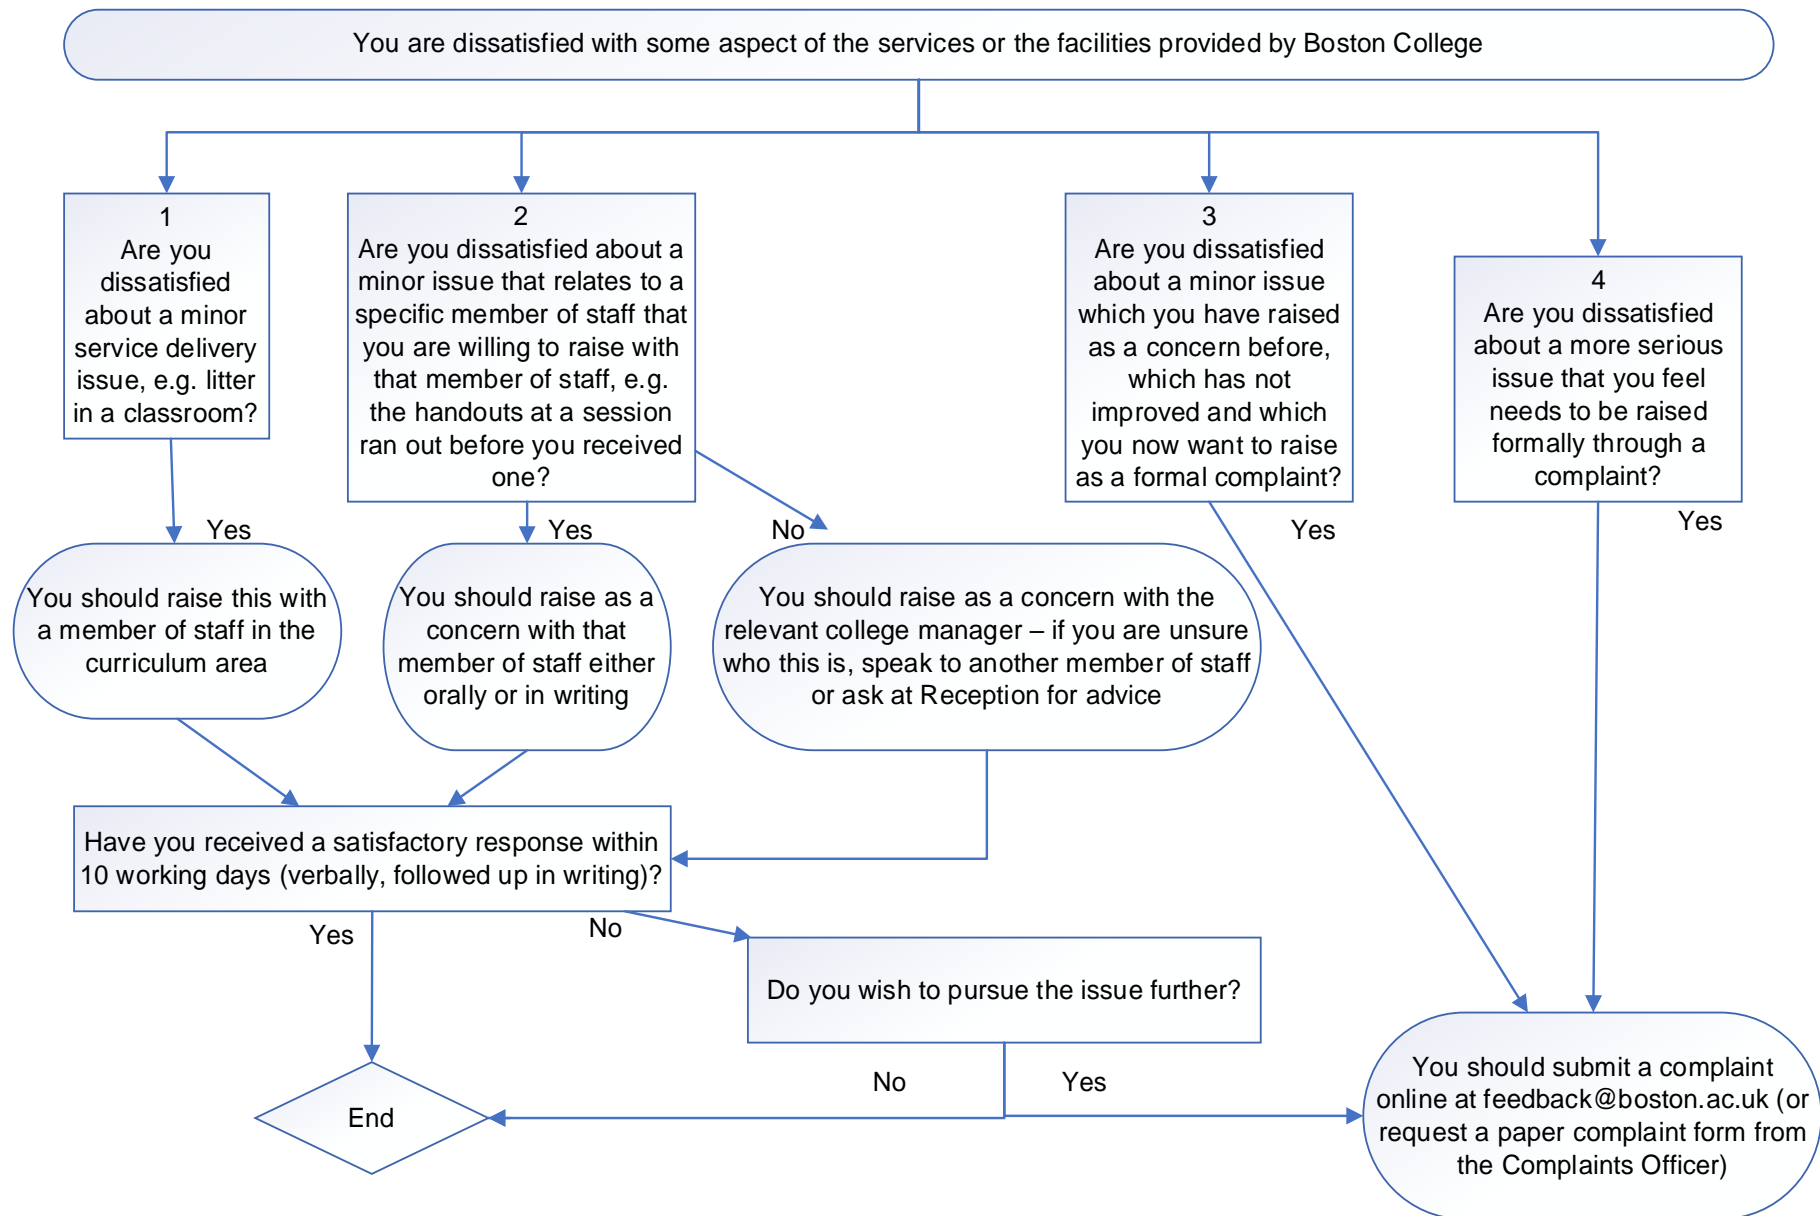 You are dissatisfied with some aspect of the services or the facilities provided by Boston College
1
Are you
dissatisfied
about a minor
service delivery
issue, e.g. litter
in a classroom?
2
Are you dissatisfied about a
minor issue that relates to a
specific member of staff that
you are willing to raise with
that member of staff, e.g.
the handouts at a session
ran out before you received
one?
3
Are you dissatisfied
about a minor issue
which you have raised
as a concern before,
which has not
improved and which
you now want to raise
as a formal complaint?
4
Are you dissatisfied
about a more serious
issue that you feel
needs to be raised
formally through a
complaint?
Yes
Yes
No
Yes
Yes
You should raise this with
a member of staff in the
curriculum area
You should raise as a
concern with that
member of staff either
orally or in writing
You should raise as a concern with the
relevant college manager – if you are unsure
who this is, speak to another member of staff
or ask at Reception for advice
Have you received a satisfactory response within
10 working days (verbally, followed up in writing)?
Yes
No
Do you wish to pursue the issue further?
No
Yes
End
You should submit a complaint
online at feedback@boston.ac.uk (or
request a paper complaint form from
the Complaints Officer)